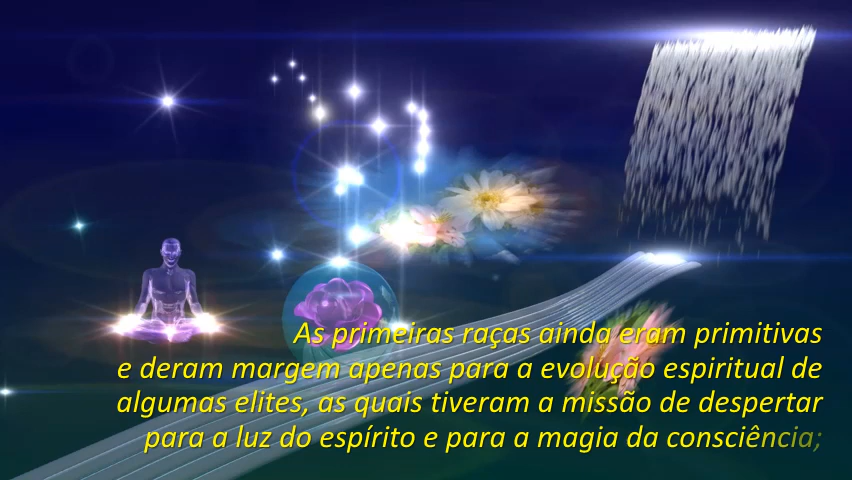 As primeiras raças ainda eram primitivas
e deram margem apenas para a evolução espiritual de
algumas elites, as quais tiveram a missão de despertar
para a luz do espírito e para a magia da consciência;